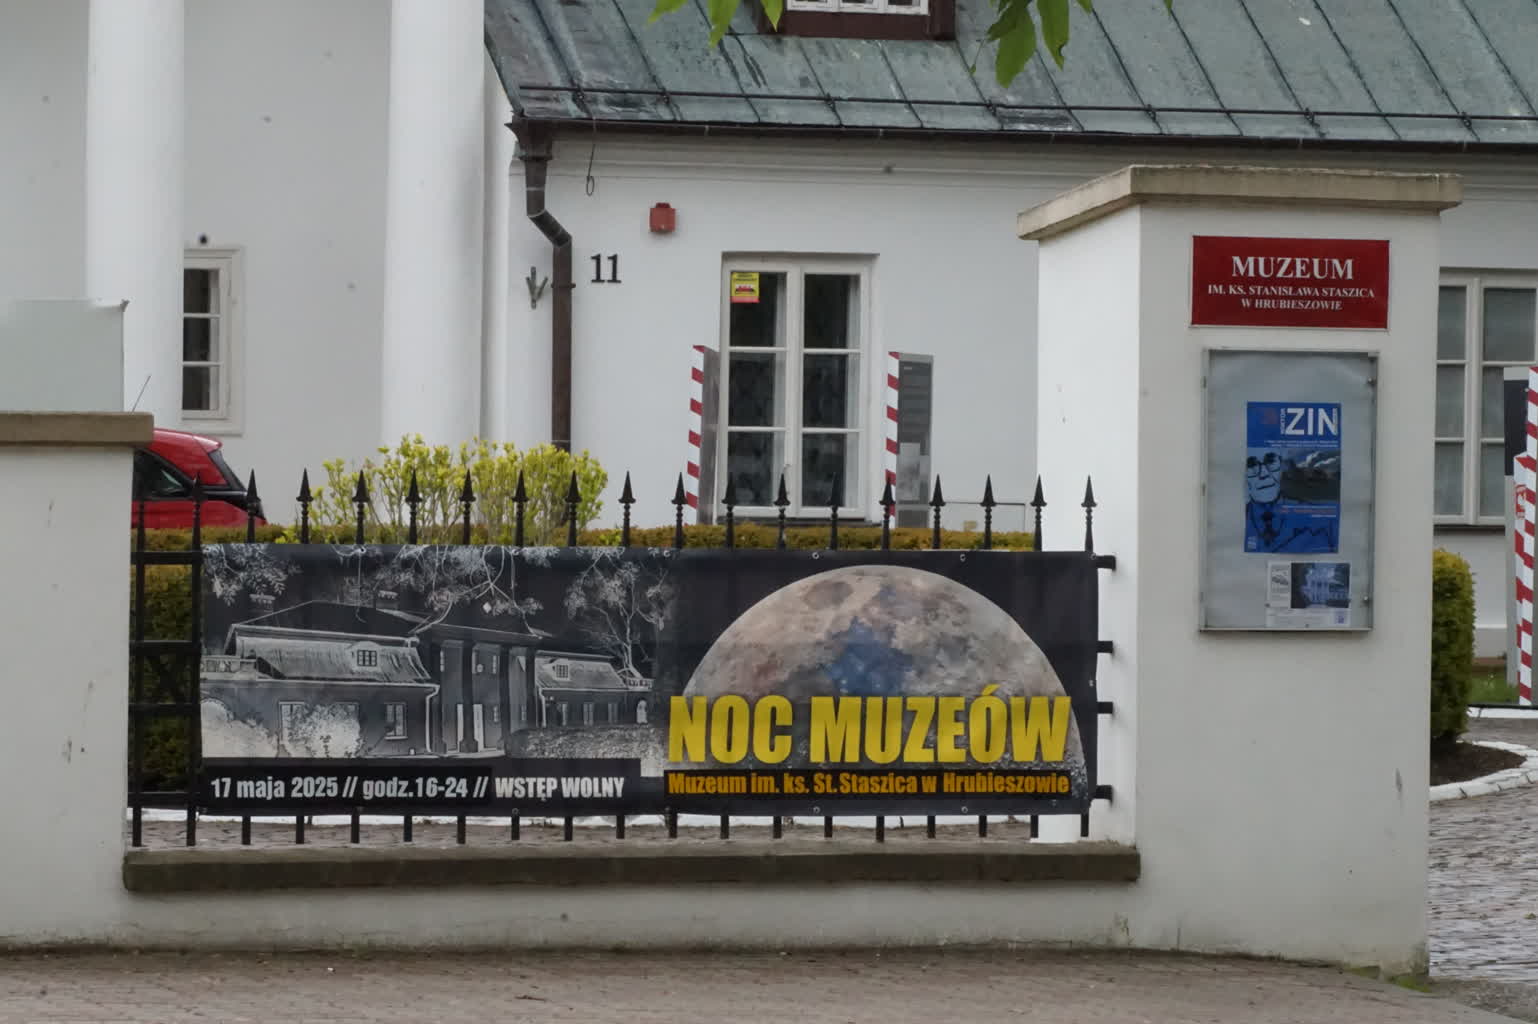 11
MUZEUM
IM. KS. STANISŁAWA STASZICA
W HRUBIESZOWIE
ZIN
NOC MUZEÓW
17 maja 2025 // godz. 16-24 // WSTĘP WOLNY
Muzeum im. ks. St. Staszica w Hrubieszowie